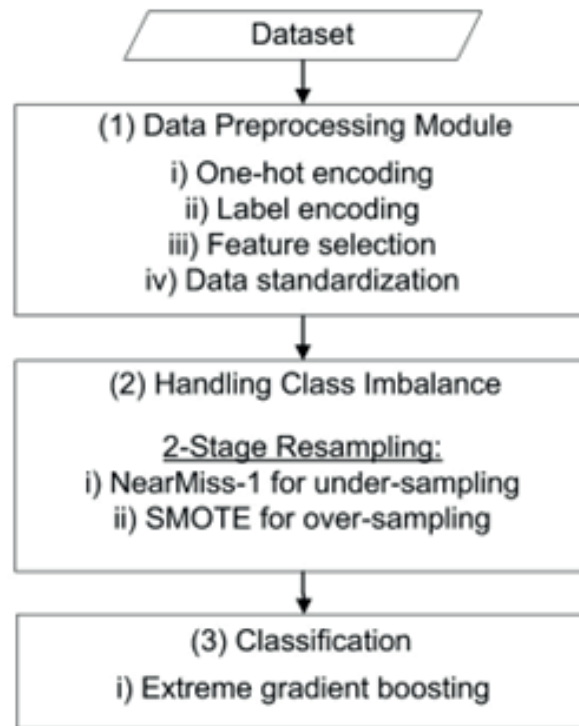 Dataset
(1) Data Preprocessing Module
i) One-hot encoding
ii) Label encoding
iii) Feature selection
iv) Data standardization
(2) Handling Class Imbalance
2-Stage Resampling:
i) NearMiss-1 for under-sampling
ii) SMOTE for over-sampling
(3) Classification
i) Extreme gradient boosting